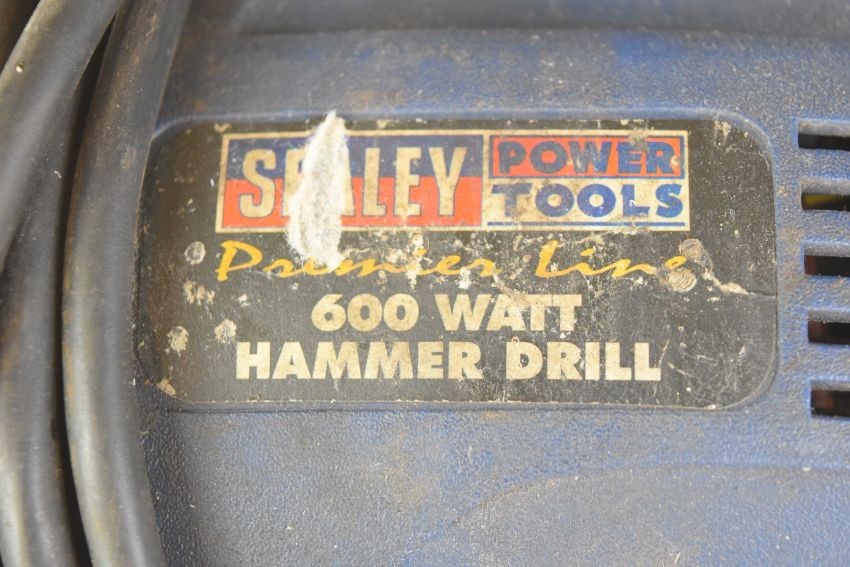 SEALEY POWER TOOLS
Premier Line
600 WATT
HAMMER DRILL